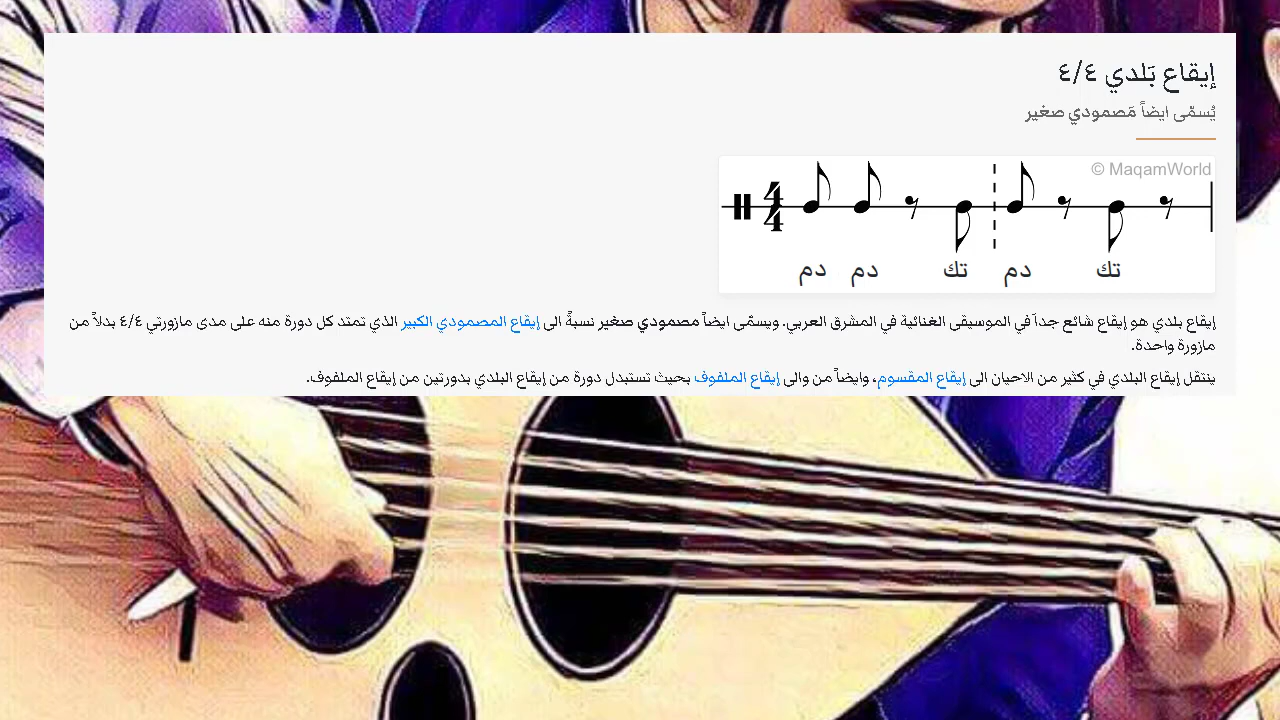 إيقاع بَلدي ٤/٤
يُسمّى ايضاً مَصمودي صغير
© MaqamWorld
4
4
دم دم تك دم تك
إيقاع بلدي هو إيقاع شائع جداً في الموسيقى الغنائية في المشرق العربي. ويسمّى ايضاً مصمودي صغير نسبةً الى إيقاع المصمودي الكبير الذي تمتد كل دورة منه على مدى مازورتي ٤/٤ بدلاً من
مازورة واحدة.
ينتقل إيقاع البلدي في كثير من الاحيان الى إيقاع المقسوم، وايضاً من والى إيقاع الملفوف بحيث تستبدل دورة من إيقاع البلدي بدورتين من إيقاع الملفوف.